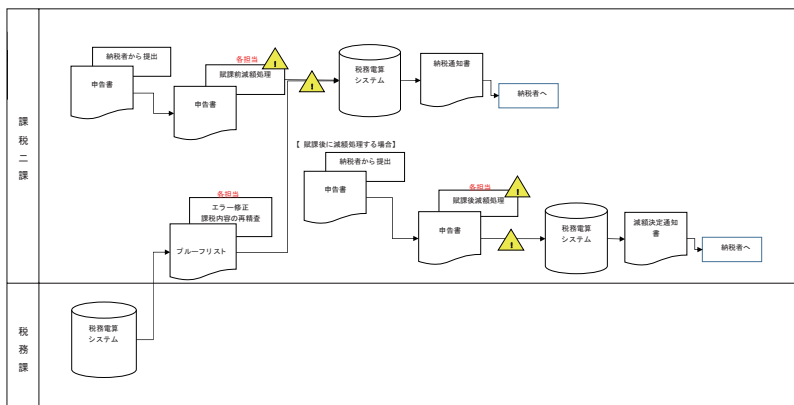 課税二課
納税者から提出
申告書
各担当
賦課前減額処理
申告書
税務電算
システム
納税通知書
納税者へ
【 賦課後に減額処理する場合】
納税者から提出
申告書
各担当
賦課後減額処理
申告書
税務電算
システム
減額決定通知
書
納税者へ
各担当
エラー修正
課税内容の再精査
プルーフリスト
税務課
税務電算
システム